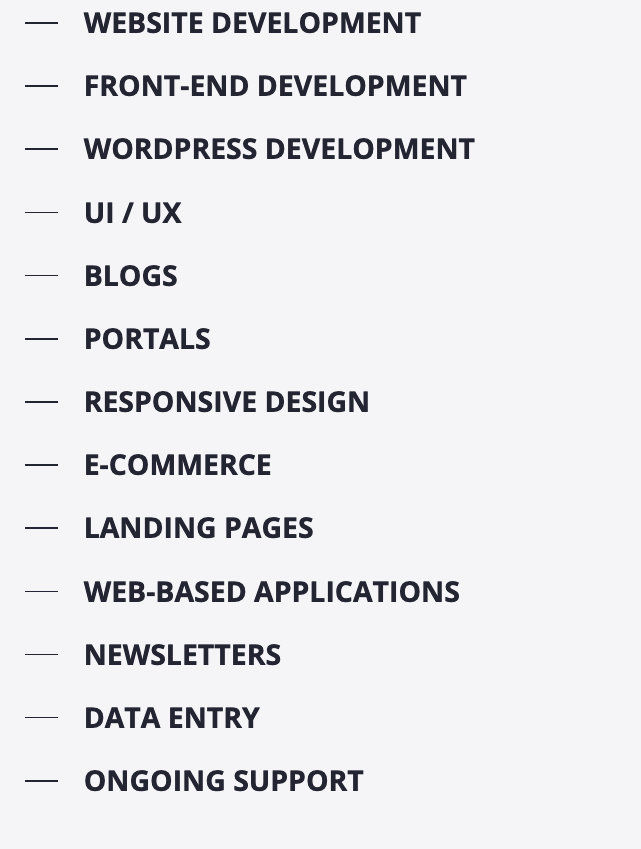 — WEBSITE DEVELOPMENT
— FRONT-END DEVELOPMENT
— WORDPRESS DEVELOPMENT
— UI / UX
— BLOGS
— PORTALS
— RESPONSIVE DESIGN
— E-COMMERCE
— LANDING PAGES
— WEB-BASED APPLICATIONS
— NEWSLETTERS
— DATA ENTRY
— ONGOING SUPPORT